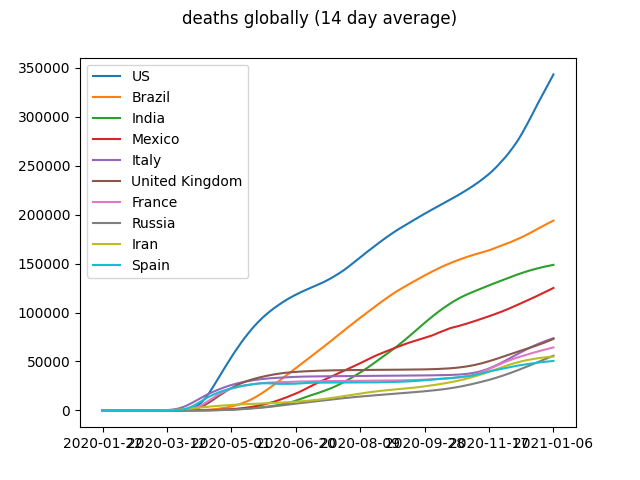 deaths globally (14 day average)
350000
300000
250000
200000
150000
100000
50000
0
US
Brazil
India
Mexico
Italy
United Kingdom
France
Russia
Iran
Spain
2020-01-22 2020-03-12 2020-05-01 2020-06-20 2020-08-09 2020-09-28 2020-11-17 2021-01-06